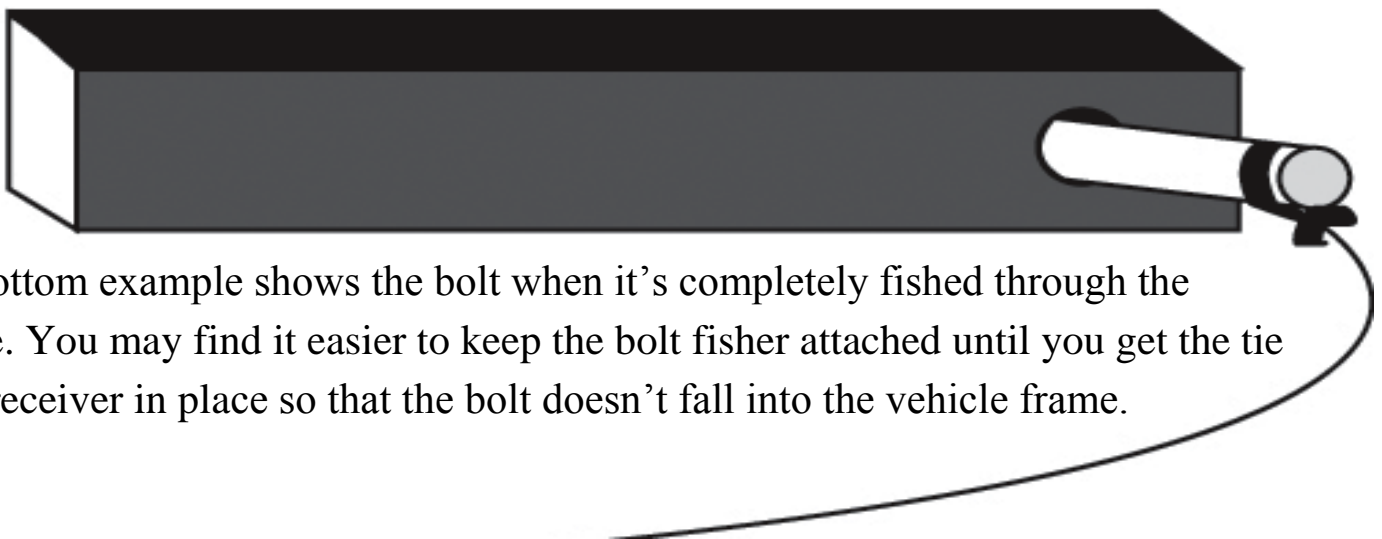 ottom example shows the bolt when it’s completely fished through the
e. You may find it easier to keep the bolt fisher attached until you get the tie
receiver in place so that the bolt doesn’t fall into the vehicle frame.